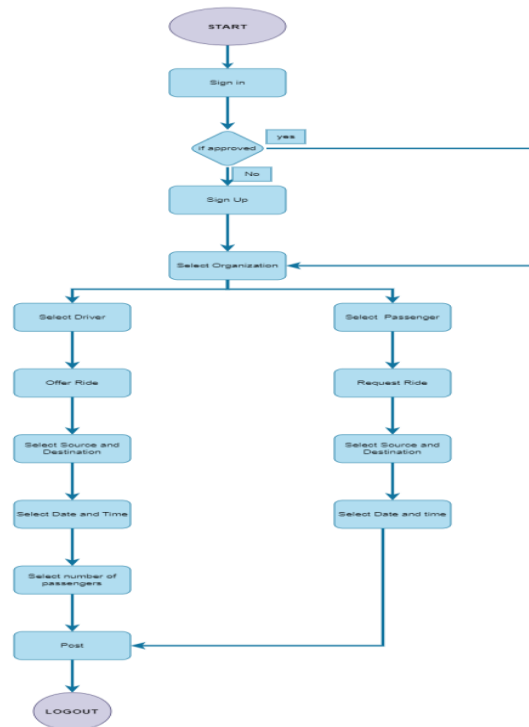 START
Sign in
yes
if approved
No
Sign Up
Select Organization
Select Driver
Select Passenger
Offer Ride
Request Ride
Select Source and
Destination
Select Source and
Destination
Select Date and Time
Select Date and time
Select number of
passengers
Post
LOGOUT